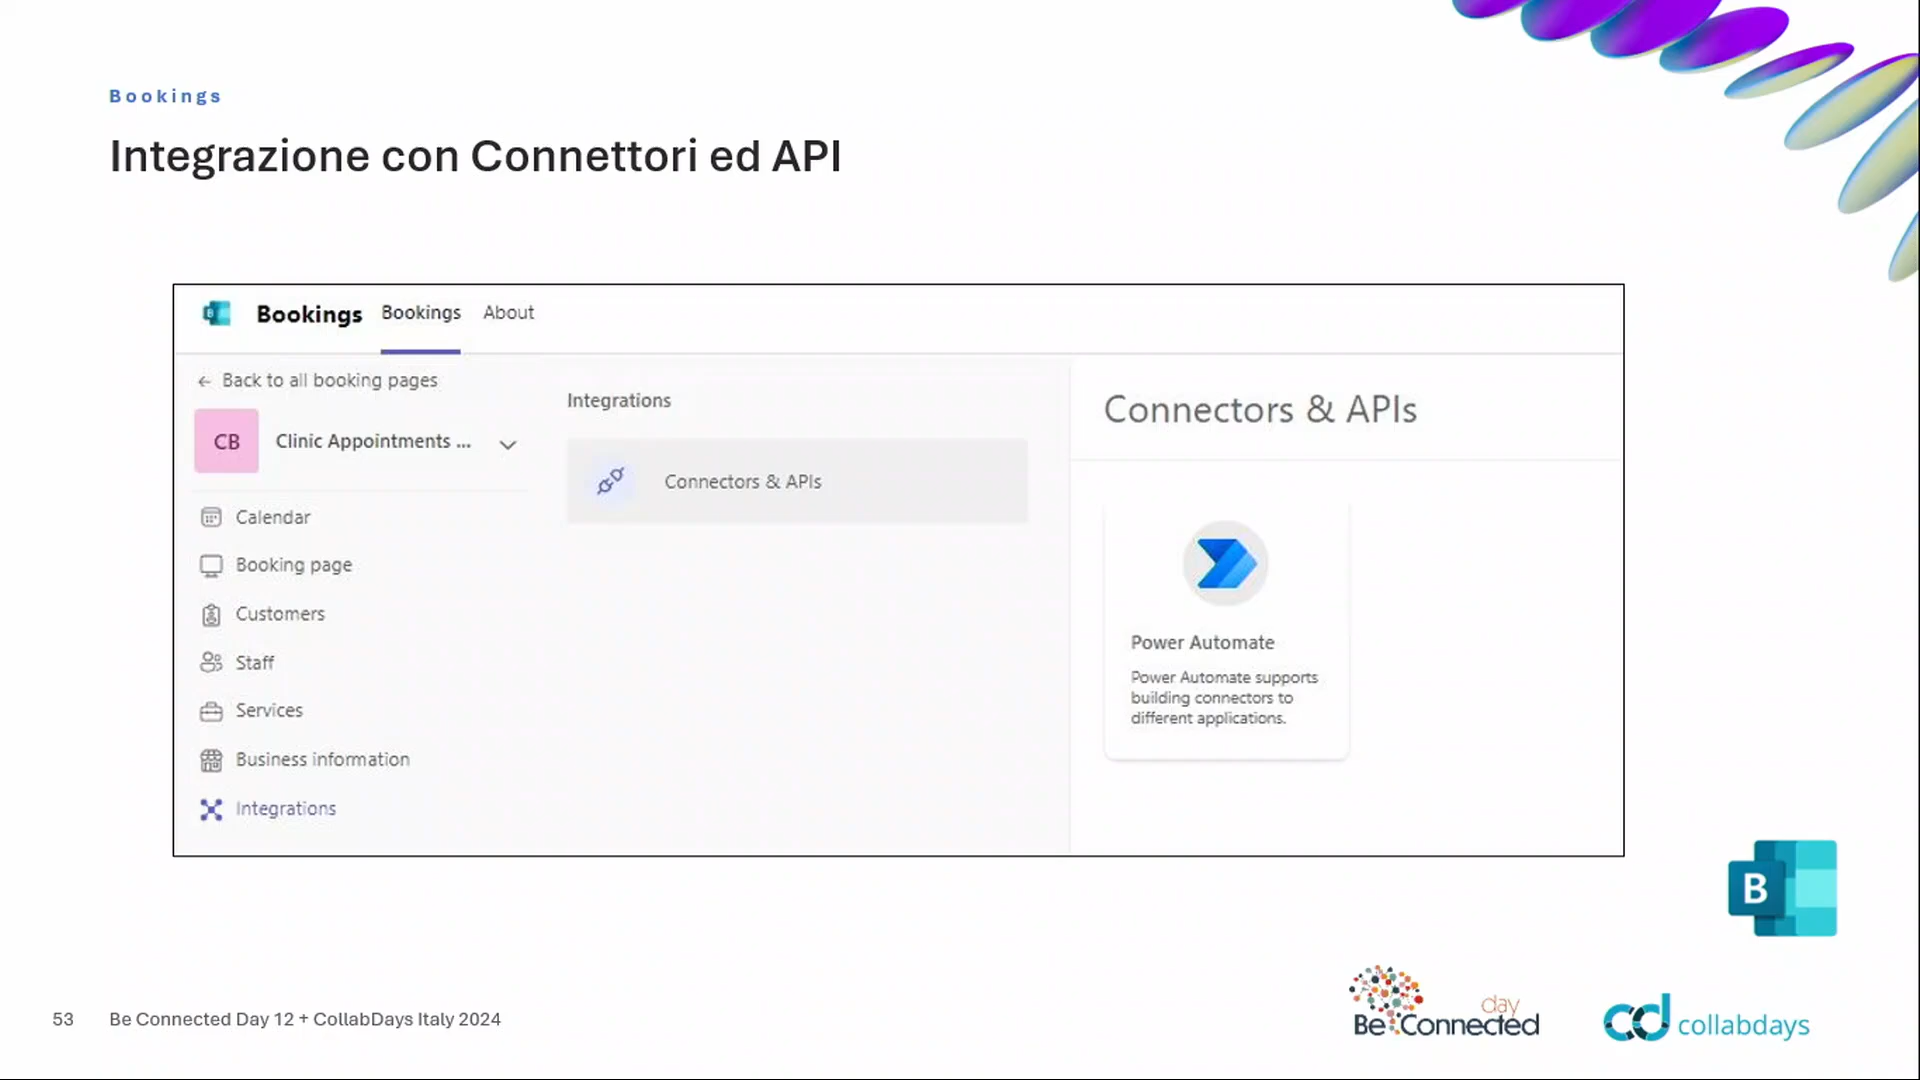 Bookings
Integrazione con Connettori ed API
B
Bookings
Bookings
About
Back to all booking pages
CB
Clinic Appointments ...
Calendar
Booking page
Customers
Staff
Services
Business information
Integrations
Integrations
Connectors & APIs
Connectors & APIs
Power Automate
Power Automate supports
building connectors to
different applications.
B
53
Be Connected Day 12 + CollabDays Italy 2024
day
Be Connected
cd collabdays